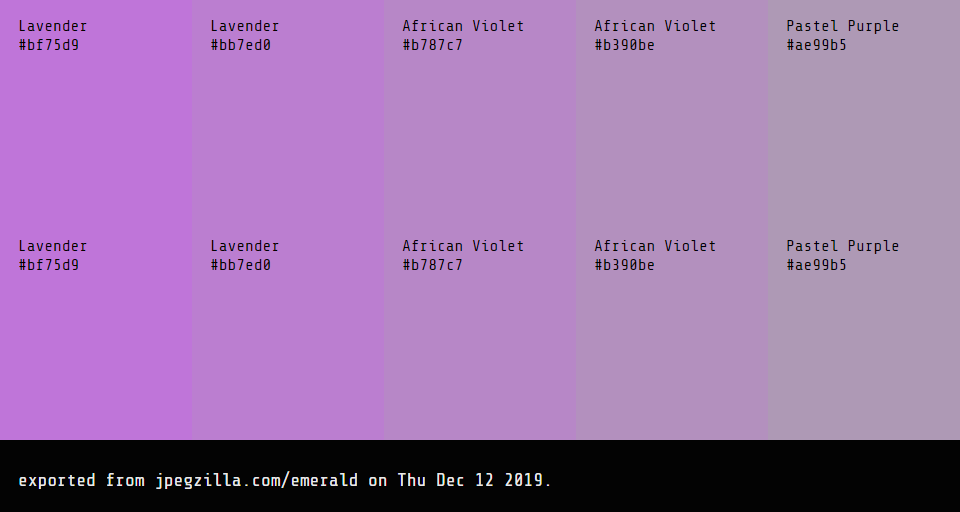 Lavender
#bf75d9
Lavender
#bb7ed0
African Violet
#b787c7
African Violet
#b390be
Pastel Purple
#ae99b5
Lavender
#bf75d9
Lavender
#bb7ed0
African Violet
#b787c7
African Violet
#b390be
Pastel Purple
#ae99b5
exported from jpegzilla.com/emerald on Thu Dec 12 2019.